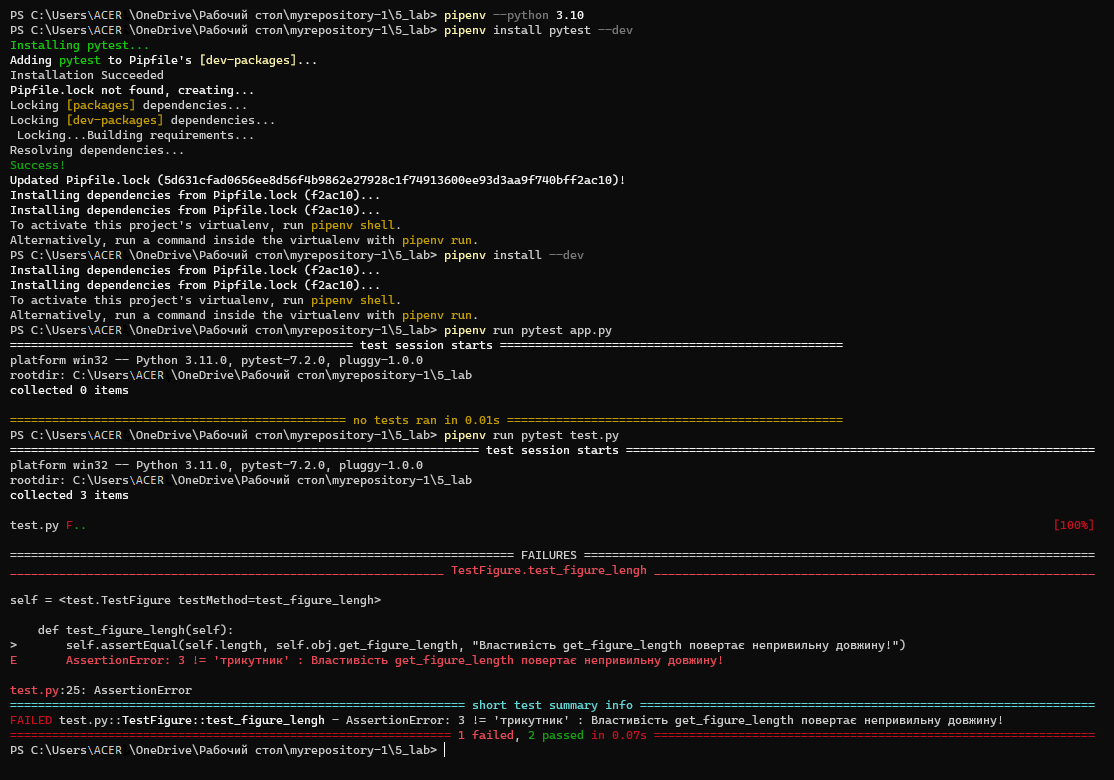 PS C:\Users\ACER \OneDrive\Рабочий стол\myrepository-1\5_lab> pipenv --python 3.10
PS C:\Users\ACER \OneDrive\Рабочий стол\myrepository-1\5_lab> pipenv install pytest --dev
Installing pytest...
Adding pytest to Pipfile's [dev-packages]...
Installation Succeeded
Pipfile.lock not found, creating...
Locking [packages] dependencies...
Locking [dev-packages] dependencies...
 Locking...Building requirements...
Resolving dependencies...
Success!
Updated Pipfile.lock (5d631cfad0656ee8d56f4b9862e27928c1f74913600ee93d3aa9f740bff2ac10)!
Installing dependencies from Pipfile.lock (f2ac10)...
Installing dependencies from Pipfile.lock (f2ac10)...
To activate this project's virtualenv, run pipenv shell.
Alternatively, run a command inside the virtualenv with pipenv run.
PS C:\Users\ACER \OneDrive\Рабочий стол\myrepository-1\5_lab> pipenv install --dev
Installing dependencies from Pipfile.lock (f2ac10)...
Installing dependencies from Pipfile.lock (f2ac10)...
To activate this project's virtualenv, run pipenv shell.
Alternatively, run a command inside the virtualenv with pipenv run.
PS C:\Users\ACER \OneDrive\Рабочий стол\myrepository-1\5_lab> pipenv run pytest app.py
================================================= test session starts =================================================
platform win32 -- Python 3.11.0, pytest-7.2.0, pluggy-1.0.0
rootdir: C:\Users\ACER \OneDrive\Рабочий стол\myrepository-1\5_lab
collected 0 items

================================================ no tests ran in 0.01s ================================================
PS C:\Users\ACER \OneDrive\Рабочий стол\myrepository-1\5_lab> pipenv run pytest test.py
=================================================================== test session starts ===================================================================
platform win32 -- Python 3.11.0, pytest-7.2.0, pluggy-1.0.0
rootdir: C:\Users\ACER \OneDrive\Рабочий стол\myrepository-1\5_lab
collected 3 items

test.py F.. [100%]

======================================================================== FAILURES =========================================================================
______________________________________________________________ TestFigure.test_figure_lengh _______________________________________________________________

self = <test.TestFigure testMethod=test_figure_lengh>

    def test_figure_lengh(self):
>       self.assertEqual(self.length, self.obj.get_figure_length, "Властивість get_figure_length повертає непривильну довжину!")
E       AssertionError: 3 != 'трикутник' : Властивість get_figure_length повертає непривильну довжину!

test.py:25: AssertionError
================================================================= short test summary info =================================================================
FAILED test.py::TestFigure::test_figure_lengh - AssertionError: 3 != 'трикутник' : Властивість get_figure_length повертає непривильну довжину!
=============================================================== 1 failed, 2 passed in 0.07s ===============================================================
PS C:\Users\ACER \OneDrive\Рабочий стол\myrepository-1\5_lab>